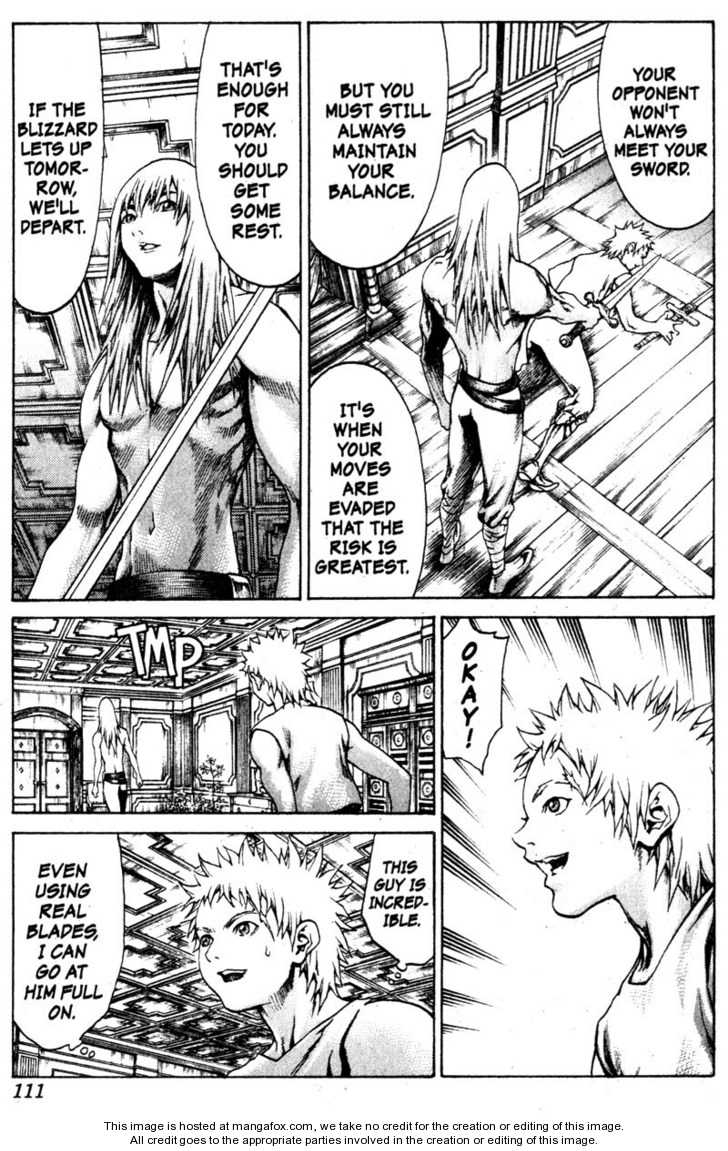 YOUR
OPPONENT
WON'T
ALWAYS
MEET YOUR
SWORD.
BUT YOU
MUST STILL
ALWAYS
MAINTAIN
YOUR
BALANCE.
IT'S
WHEN
YOUR
MOVES
ARE
EVADED
THAT THE
RISK IS
GREATEST.
THAT'S
ENOUGH
FOR
TODAY.
YOU
SHOULD
GET
SOME
REST.
IF THE
BLIZZARD
LETS UP
TOMOR-
ROW,
WE'LL
DEPART.
OKAY!
TMP
THIS
GUY IS
INCRED-
IBLE.
EVEN
USING
REAL
BLADES,
I CAN
GO AT
HIM FULL
ON.
111
This image is hosted at mangafox.com, we take no credit for the creation or editing of this image.
All credit goes to the appropriate parties involved in the creation or editing of this image.